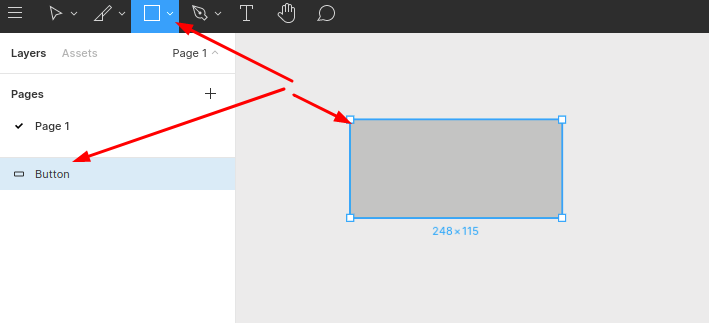 Layers Assets Page 1
Pages
Page 1
Button
248×115